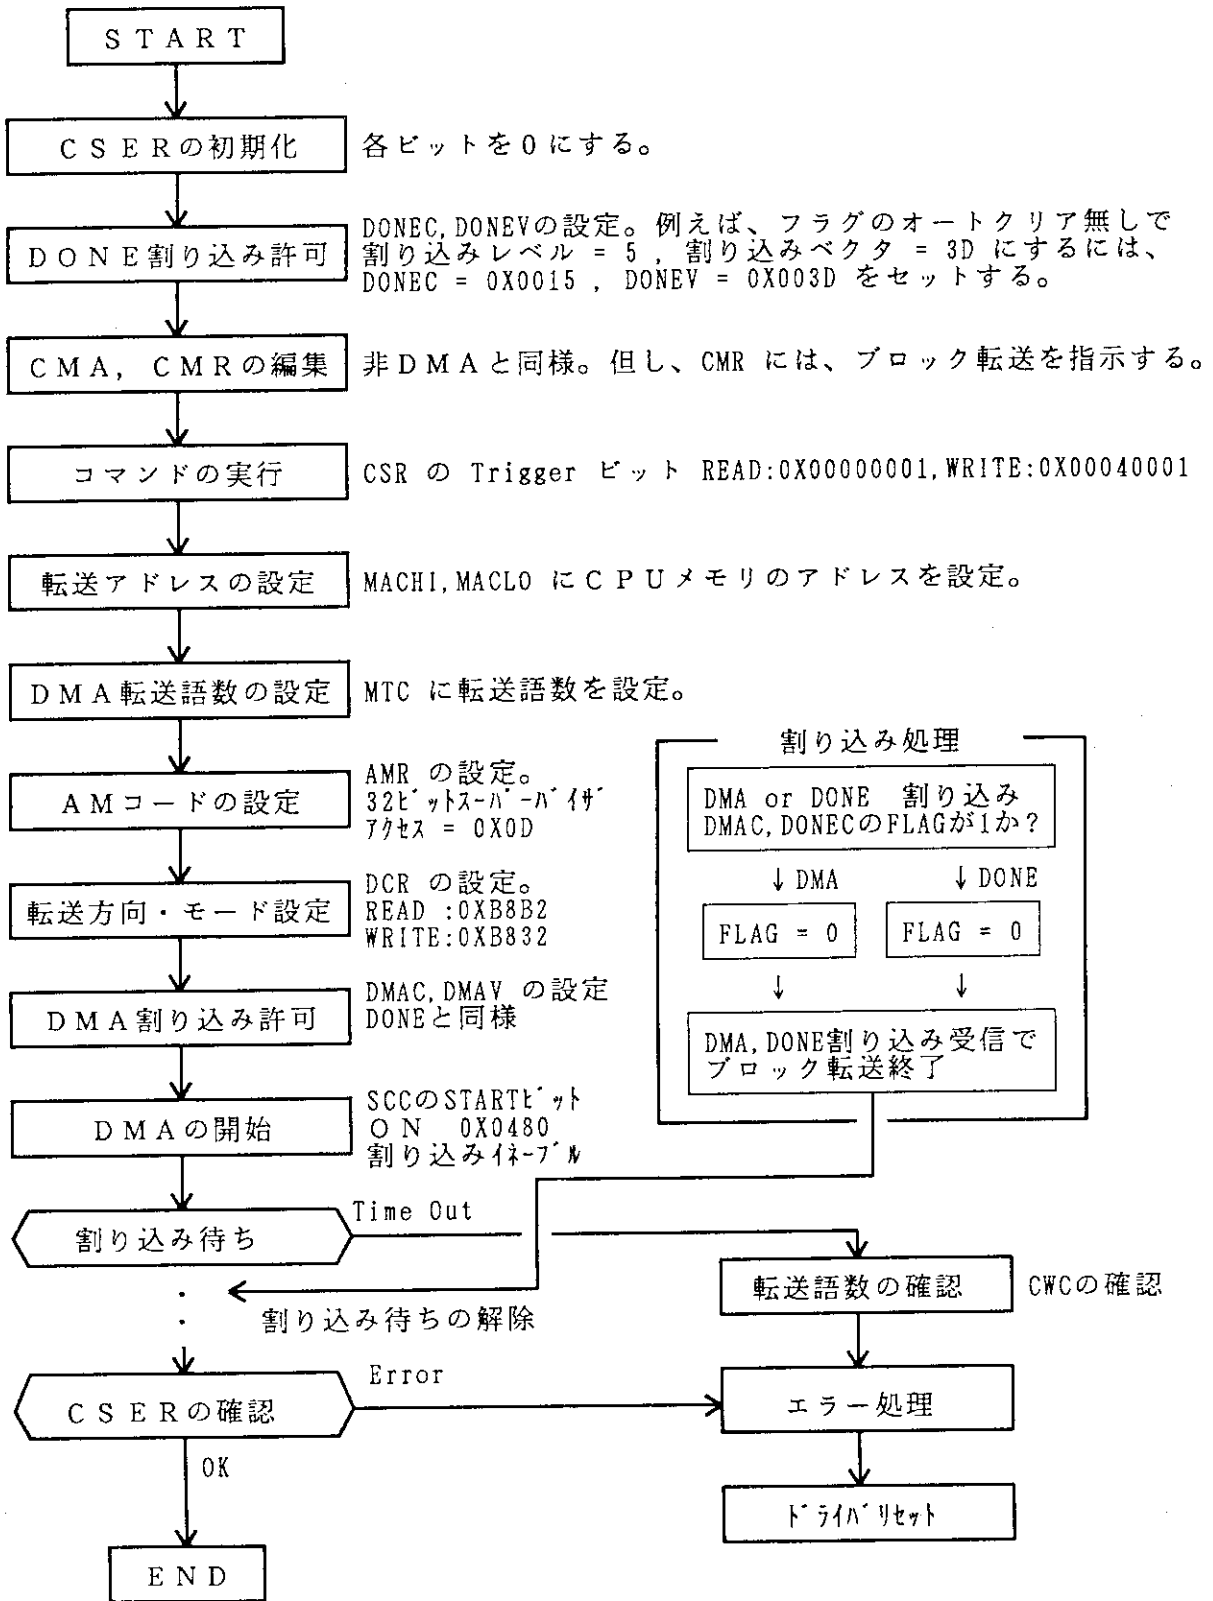 START
CSERの初期化
各ビットを0にする。
DONE割り込み許可
DONEC,DONEVの設定。例えば、フラグのオートクリア無しで
割り込みレベル = 5 , 割り込みベクタ = 3D にするには、
DONEC = 0X0015 , DONEV = 0X003D をセットする。
CMA, CMRの編集
非DMAと同様。但し、CMR には、ブロック転送を指示する。
コマンドの実行
CSR の Trigger ビット READ:0X00000001,WRITE:0X00040001
転送アドレスの設定
MACHI,MACLO にCPUメモリのアドレスを設定。
DMA転送語数の設定
MTC に転送語数を設定。
AMコードの設定
AMR の設定。
32ﾋﾞｯﾄｽｰﾊﾟｰﾊﾞｲｻﾞ
ｱｸｾｽ = 0X0D
転送方向・モード設定
DCR の設定。
READ :0XB8B2
WRITE:0XB832
DMA割り込み許可
DMAC,DMAV の設定
DONEと同様
DMAの開始
SCCのSTARTﾋﾞｯﾄ
ON 0X0480
割り込みｲﾈｰﾌﾞﾙ
割り込み処理
DMA or DONE 割り込み
DMAC,DONECのFLAGが1か?
↓DMA ↓DONE
FLAG = 0 FLAG = 0
↓ ↓
DMA,DONE割り込み受信で
ブロック転送終了
割り込み待ち
Time Out
転送語数の確認
CWCの確認
割り込み待ちの解除
CSERの確認
Error
エラー処理
OK
ﾄﾞﾗｲﾊﾞﾘｾｯﾄ
END